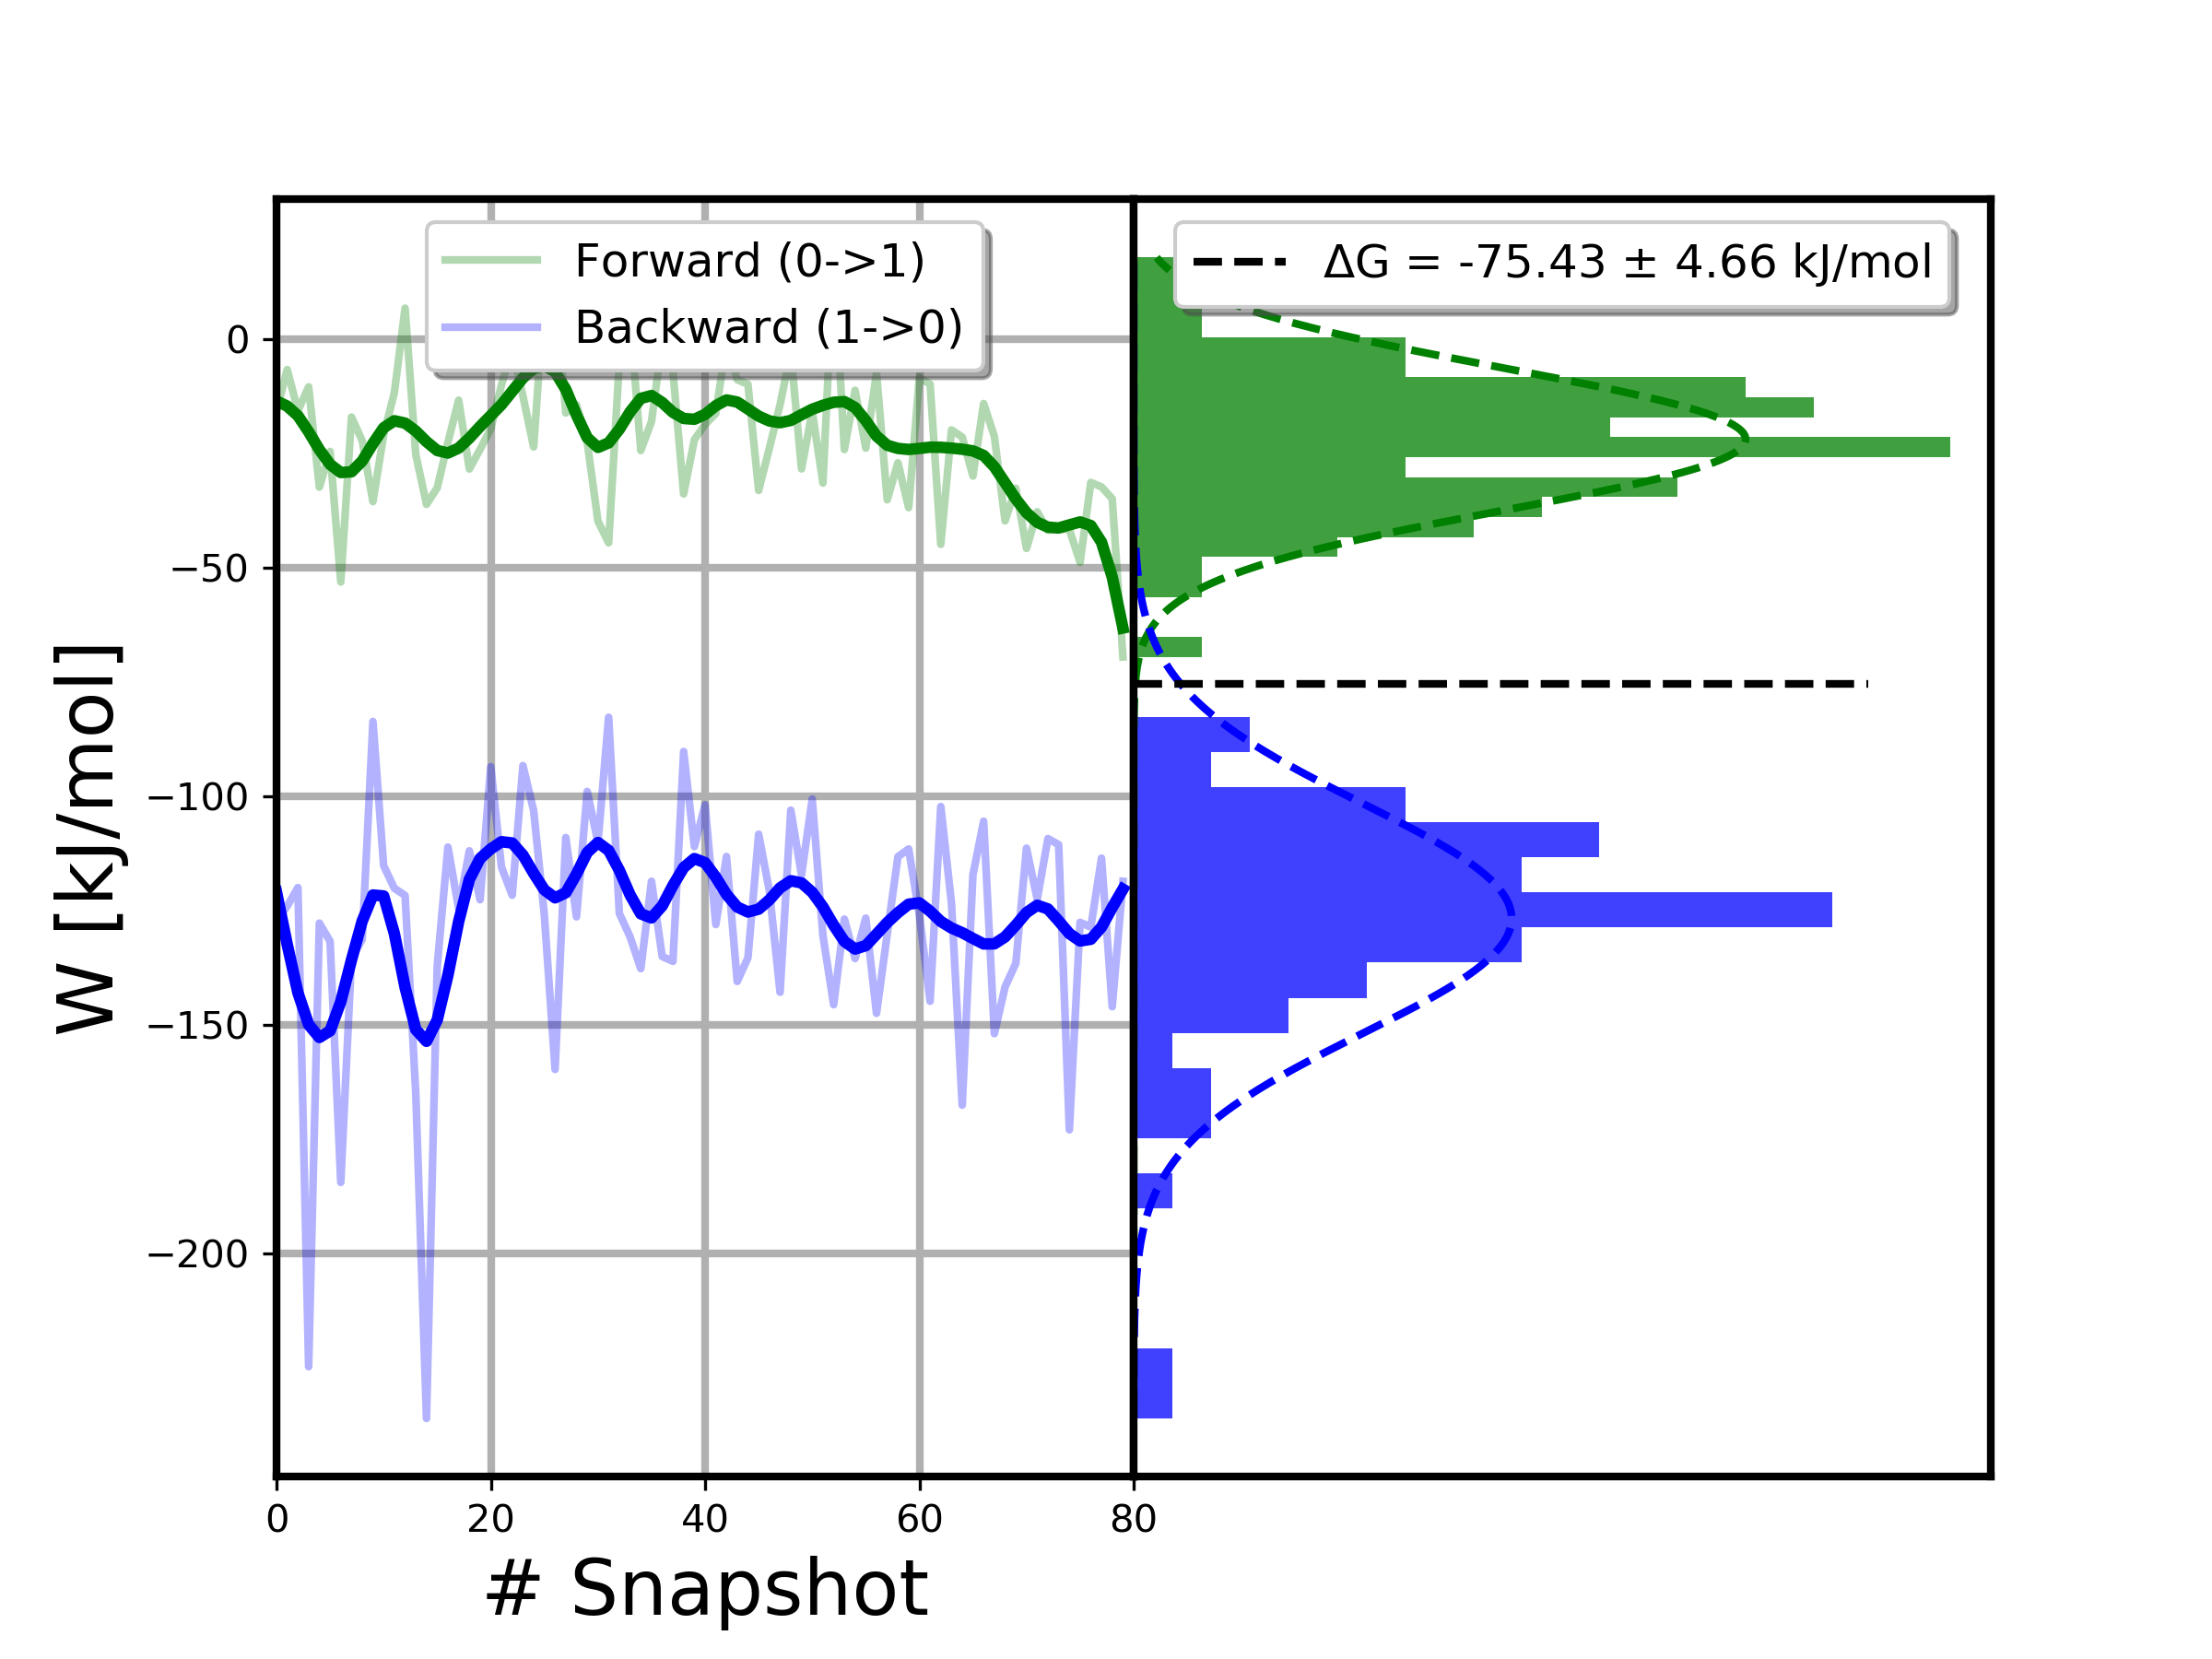 Forward (0->1)
Backward (1->0)
ΔG = -75.43 ± 4.66 kJ/mol
0
−50
−100
−150
−200
W [kJ/mol]
0 20 40 60 80
# Snapshot